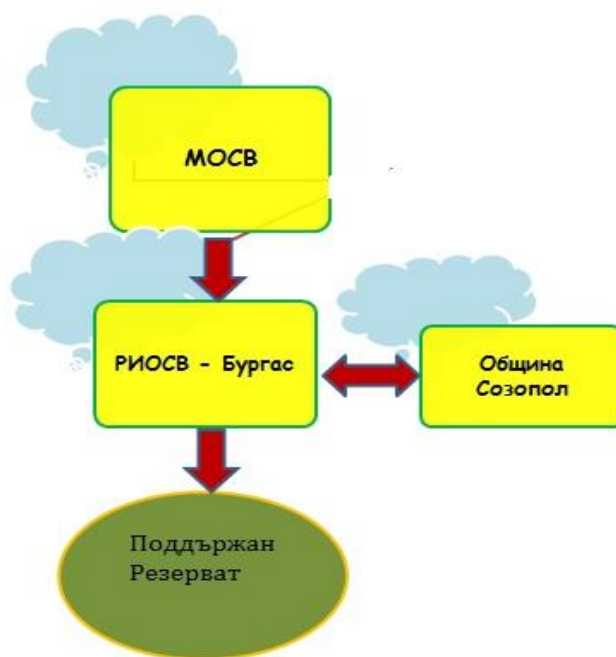 МОСВ
РИОСВ - Бургас
Община
Созопол
Поддържан
Резерват